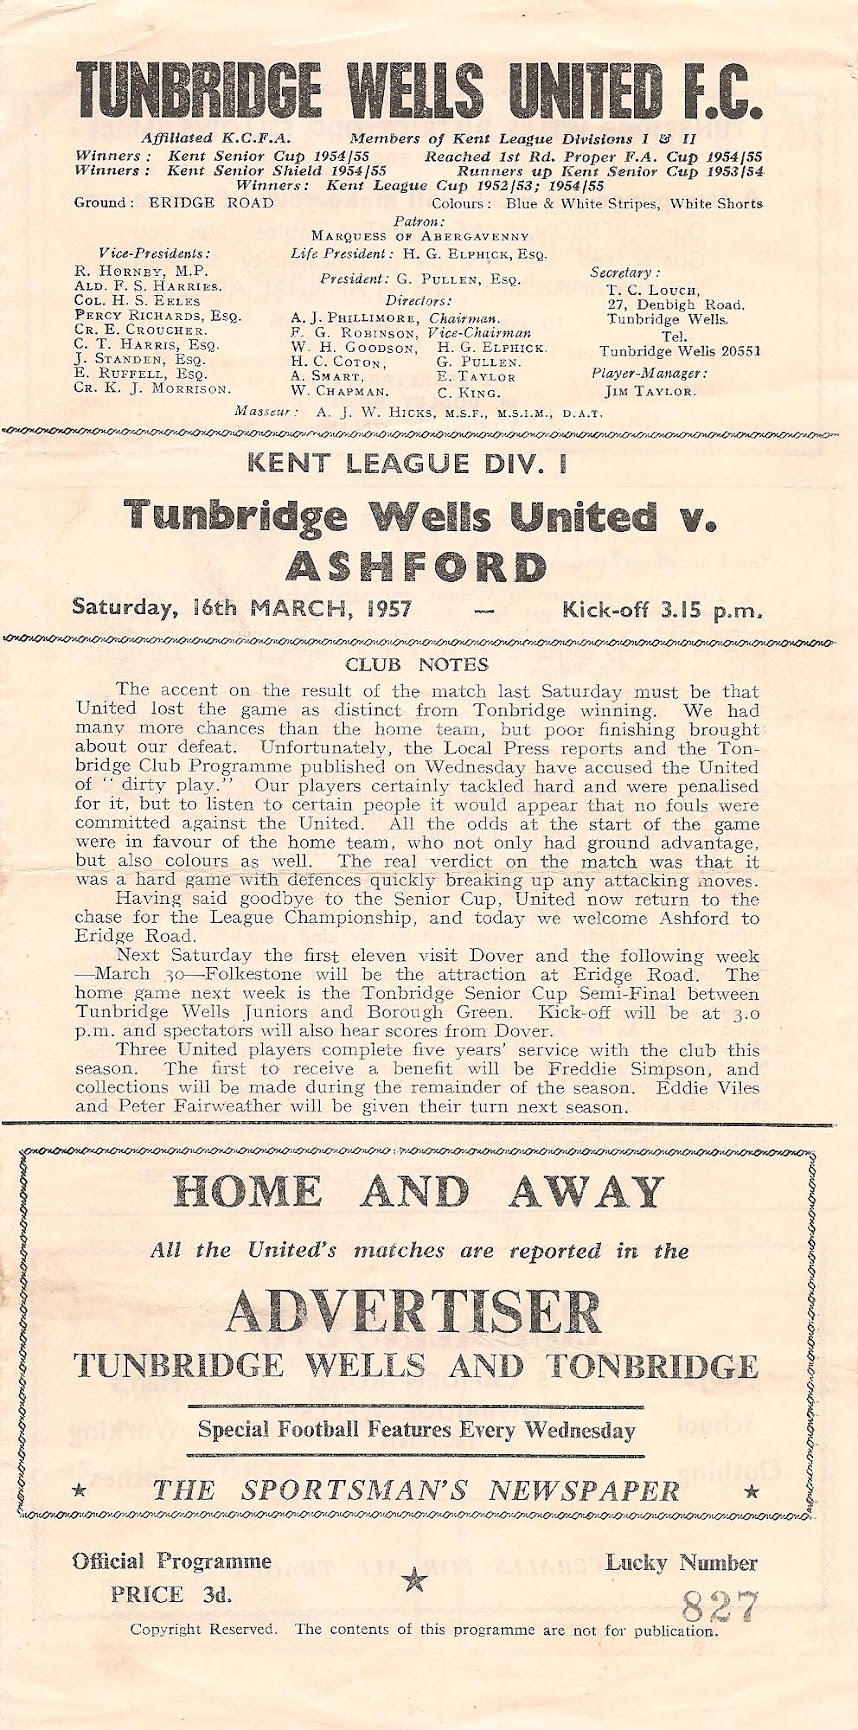 TUNBRIDGE WELLS UNITED F.C.
Affiliated K.C.F.A. Members of Kent League Divisions I & II
Winners : Kent Senior Cup 1954/55 Reached 1st Rd. Proper F.A. Cup 1954/55
Winners : Kent Senior Shield 1954/55 Runners up Kent Senior Cup 1953/54
Winners : Kent League Cup 1952/53; 1954/55
Ground : ERIDGE ROAD Colours : Blue & White Stripes, White Shorts
Patron :
MARQUESS OF ABERGAVENNY
Vice-Presidents :
R. HORNBY, M.P.
ALD. F. S. HARRIES.
COL. H. S. EELES
PERCY RICHARDS, ESQ.
CR. E. CROUCHER.
C. T. HARRIS, ESQ.
J. STANDEN, ESQ.
E. RUFFELL, ESQ.
CR. K. J. MORRISON.
Life President : H. G. ELPHICK, ESQ.
President : G. PULLEN, ESQ.
Directors :
A. J. PHILLIMORE, Chairman.
F. G. ROBINSON, Vice-Chairman
W. H. GOODSON, H. G. ELPHICK.
H. C. COTON, G. PULLEN.
A. SMART, E. TAYLOR
W. CHAPMAN. C. KING.
Secretary :
T. C. LOUCH,
27, Denbigh Road,
Tunbridge Wells.
Tel.
Tunbridge Wells 20551
Player-Manager :
JIM TAYLOR.
Masseur : A. J. W. HICKS, M.S.F., M.S.I.M., D.A.T.
KENT LEAGUE DIV. I
Tunbridge Wells United v.
ASHFORD
Saturday, 16th MARCH, 1957 — Kick-off 3.15 p.m.
CLUB NOTES
The accent on the result of the match last Saturday must be that
United lost the game as distinct from Tonbridge winning. We had
many more chances than the home team, but poor finishing brought
about our defeat. Unfortunately, the Local Press reports and the Ton-
bridge Club Programme published on Wednesday have accused the United
of " dirty play." Our players certainly tackled hard and were penalised
for it, but to listen to certain people it would appear that no fouls were
committed against the United. All the odds at the start of the game
were in favour of the home team, who not only had ground advantage,
but also colours as well. The real verdict on the match was that it
was a hard game with defences quickly breaking up any attacking moves.
Having said goodbye to the Senior Cup, United now return to the
chase for the League Championship, and today we welcome Ashford to
Eridge Road.
Next Saturday the first eleven visit Dover and the following week
—March 30—Folkestone will be the attraction at Eridge Road. The
home game next week is the Tonbridge Senior Cup Semi-Final between
Tunbridge Wells Juniors and Borough Green. Kick-off will be at 3.0
p.m. and spectators will also hear scores from Dover.
Three United players complete five years' service with the club this
season. The first to receive a benefit will be Freddie Simpson, and
collections will be made during the remainder of the season. Eddie Viles
and Peter Fairweather will be given their turn next season.
HOME AND AWAY
All the United's matches are reported in the
ADVERTISER
TUNBRIDGE WELLS AND TONBRIDGE
Special Football Features Every Wednesday
★ THE SPORTSMAN'S NEWSPAPER ★
Official Programme
PRICE 3d.
★
Lucky Number
827
Copyright Reserved. The contents of this programme are not for publication.